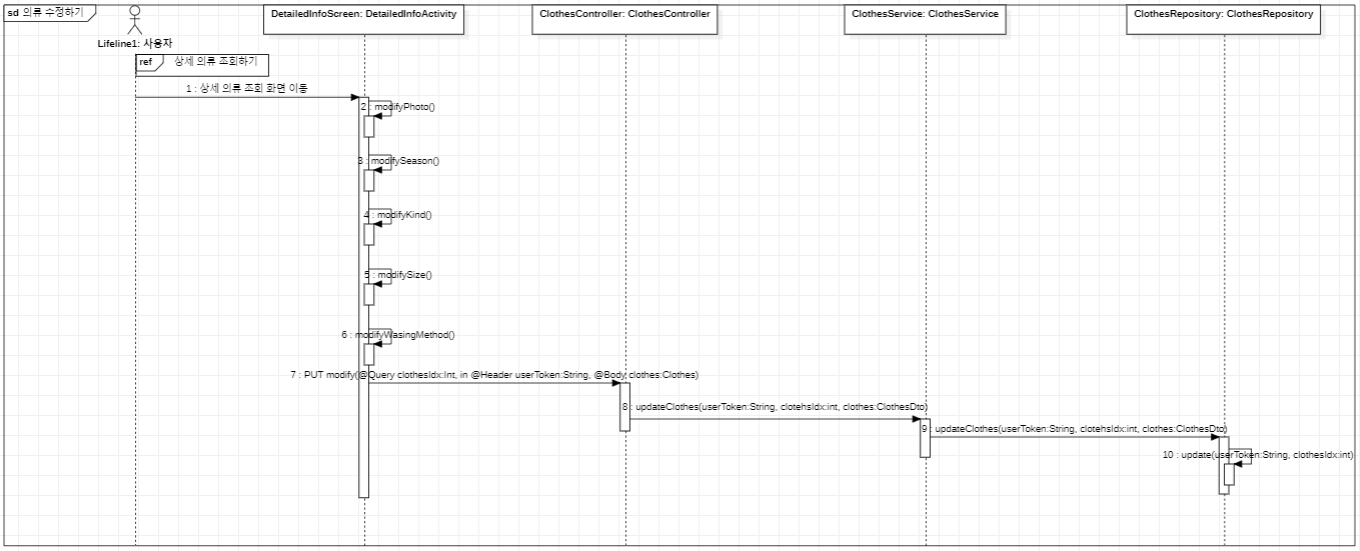 sd 의류 수정하기
DetailedInfoScreen: DetailedInfoActivity
ClothesController: ClothesController
ClothesService: ClothesService
ClothesRepository: ClothesRepository
Lifeline1: 사용자
ref 상세 의류 조회하기
1 : 상세 의류 조회 화면 이동
2 : modifyPhoto()
3 : modifySeason()
4 : modifyKind()
5 : modifySize()
6 : modifyWasingMethod()
7 : PUT modify(@Query clothesIdx:Int, in @Header userToken:String, @Body clothes:Clothes)
8 : updateClothes(userToken:String, clotehsIdx:int, clothes:ClothesDto)
9 : updateClothes(userToken:String, clotehsIdx:int, clothes:ClothesDto)
10 : update(userToken:String, clothesIdx:int)